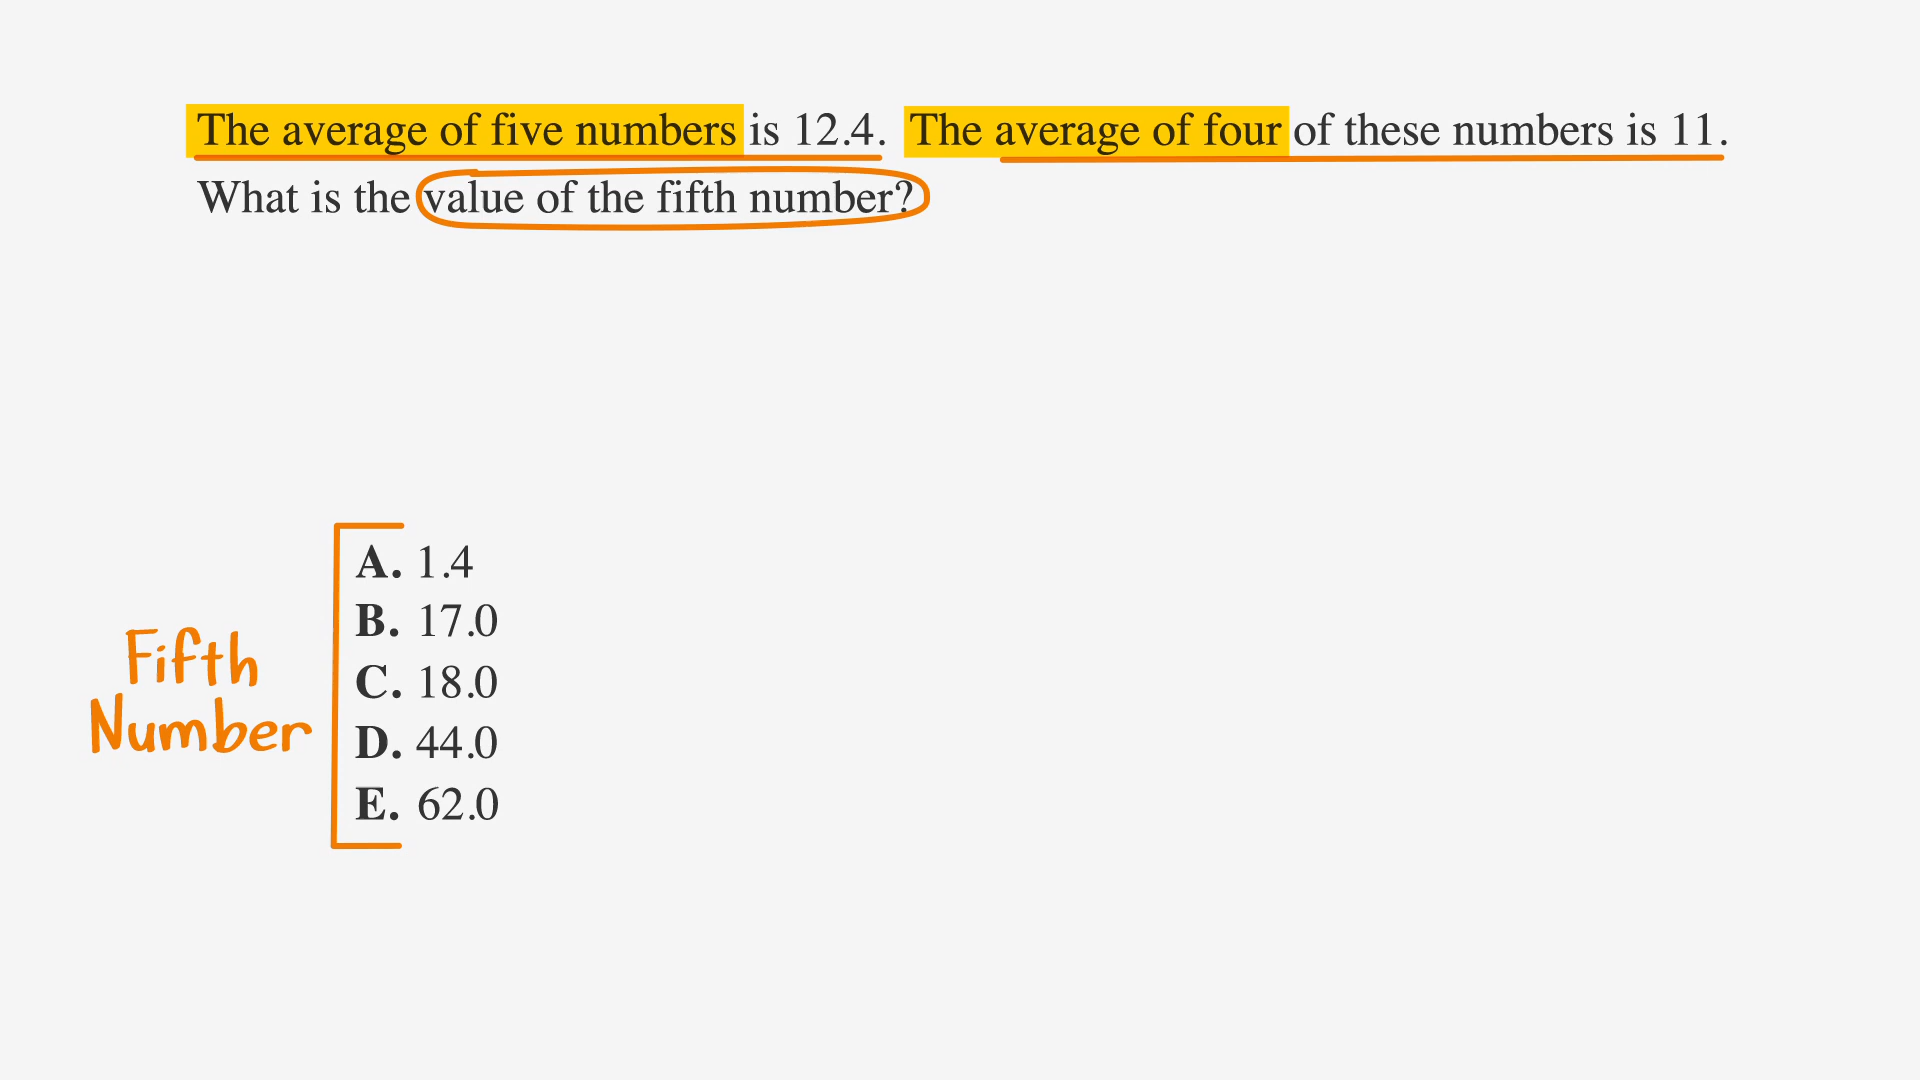 The average of five numbers is 12.4. The average of four of these numbers is 11.
What is the value of the fifth number?
A. 1.4
B. 17.0
C. 18.0
D. 44.0
E. 62.0
Fifth
Number